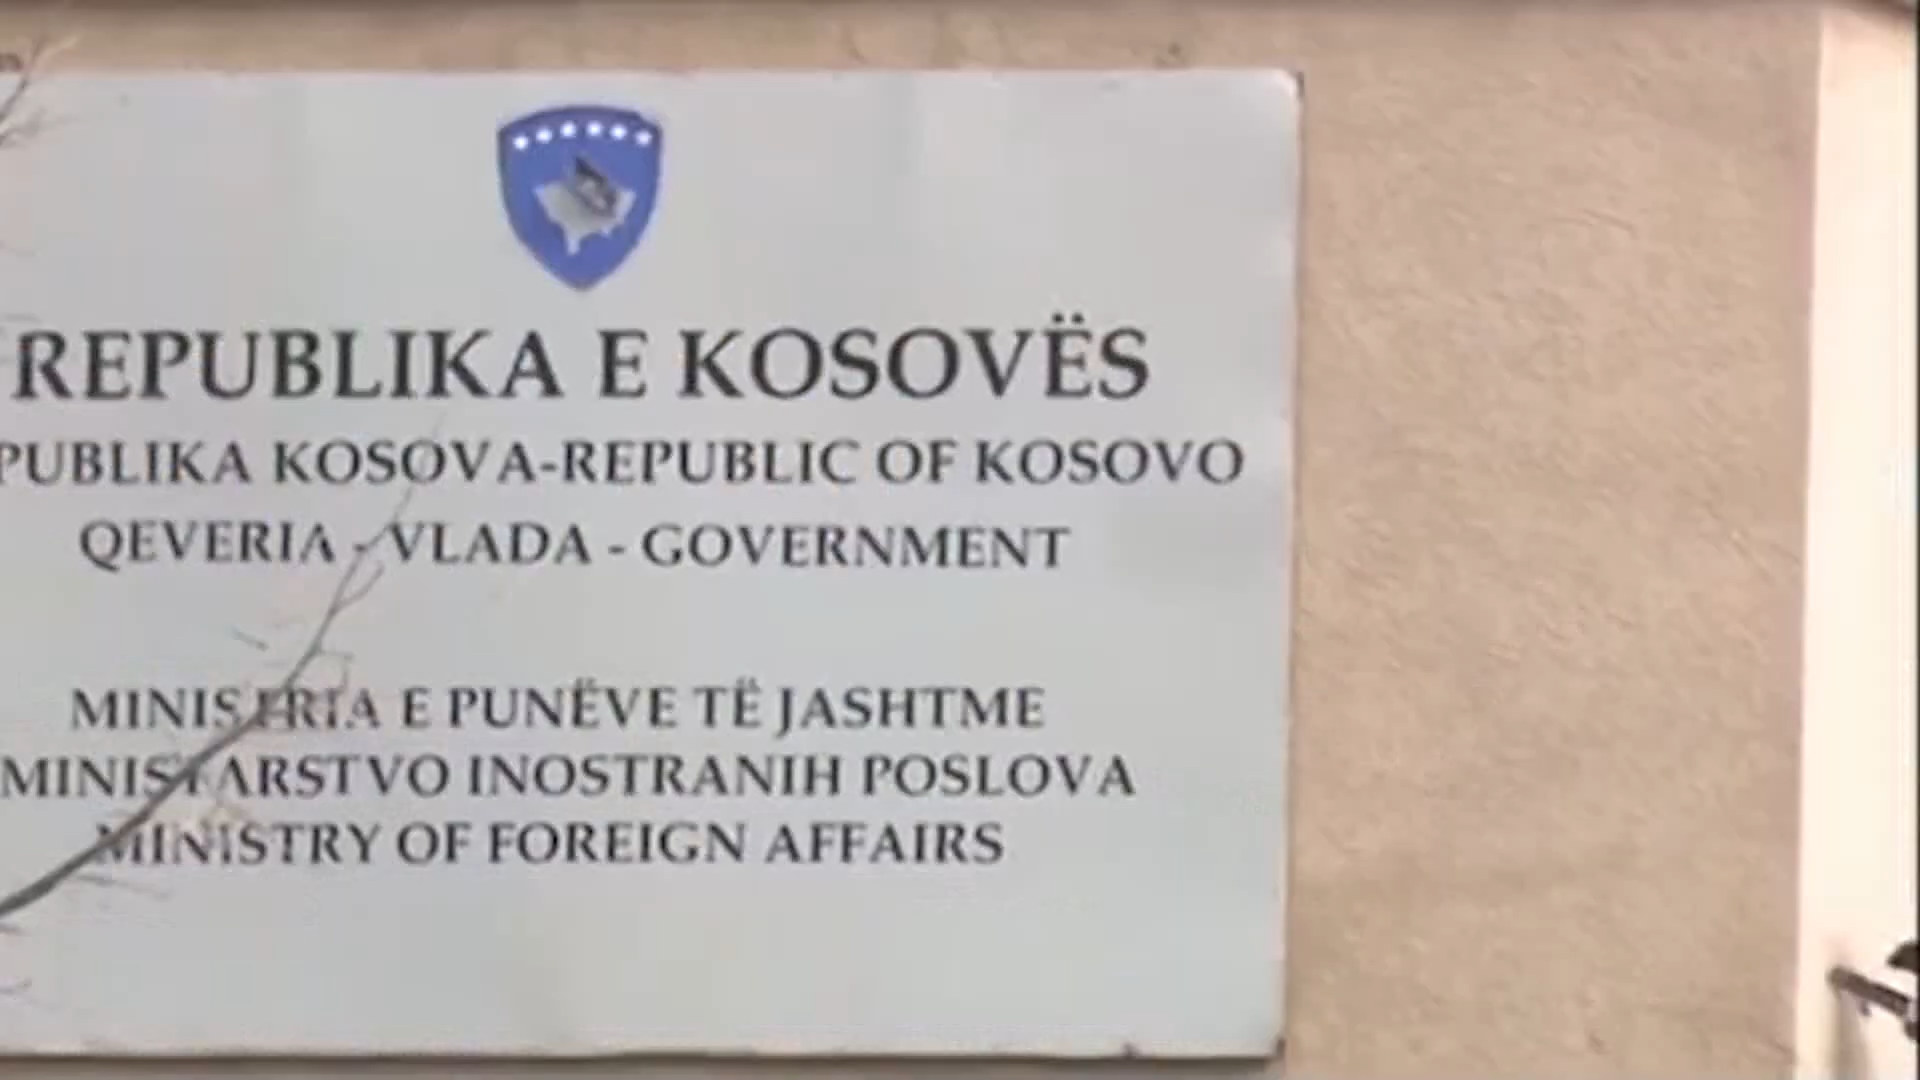 REPUBLIKA E KOSOVËS
PUBLIKA KOSOVA-REPUBLIC OF KOSOVO
QEVERIA - VLADA - GOVERNMENT
MINISTRIA E PUNËVE TË JASHTME
MINISTARSTVO INOSTRANIH POSLOVA
MINISTRY OF FOREIGN AFFAIRS